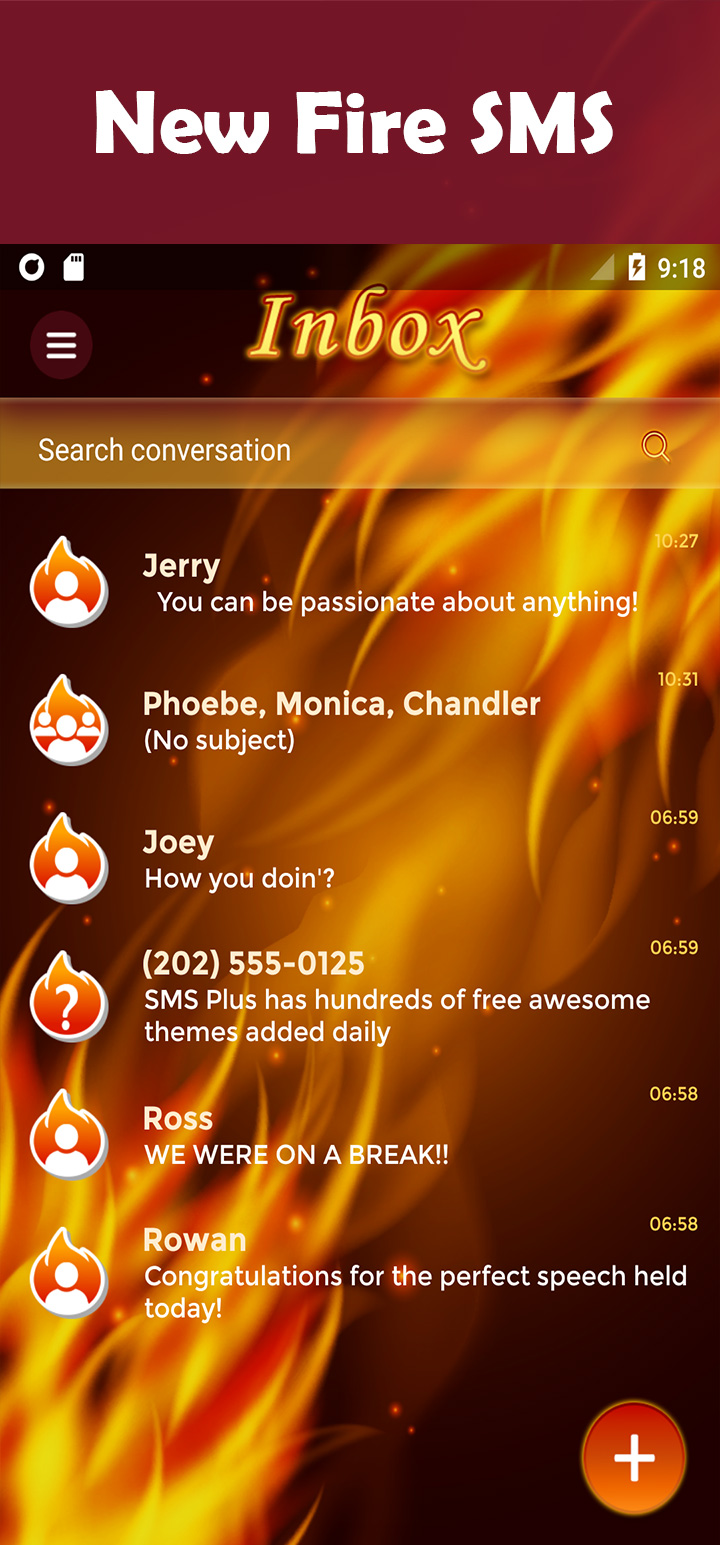 New Fire SMS
9:18
Inbox
Search conversation
10:27
Jerry
You can be passionate about anything!
10:31
Phoebe, Monica, Chandler
(No subject)
06:59
Joey
How you doin'?
06:59
(202) 555-0125
SMS Plus has hundreds of free awesome
themes added daily
06:58
Ross
WE WERE ON A BREAK!!
06:58
Rowan
Congratulations for the perfect speech held
today!